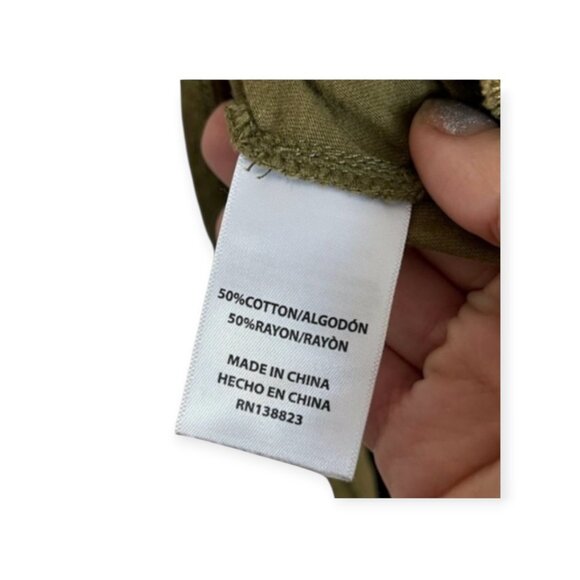 50%COTTON/ALGODÓN
50%RAYON/RAYÒN
MADE IN CHINA
HECHO EN CHINA
RN138823